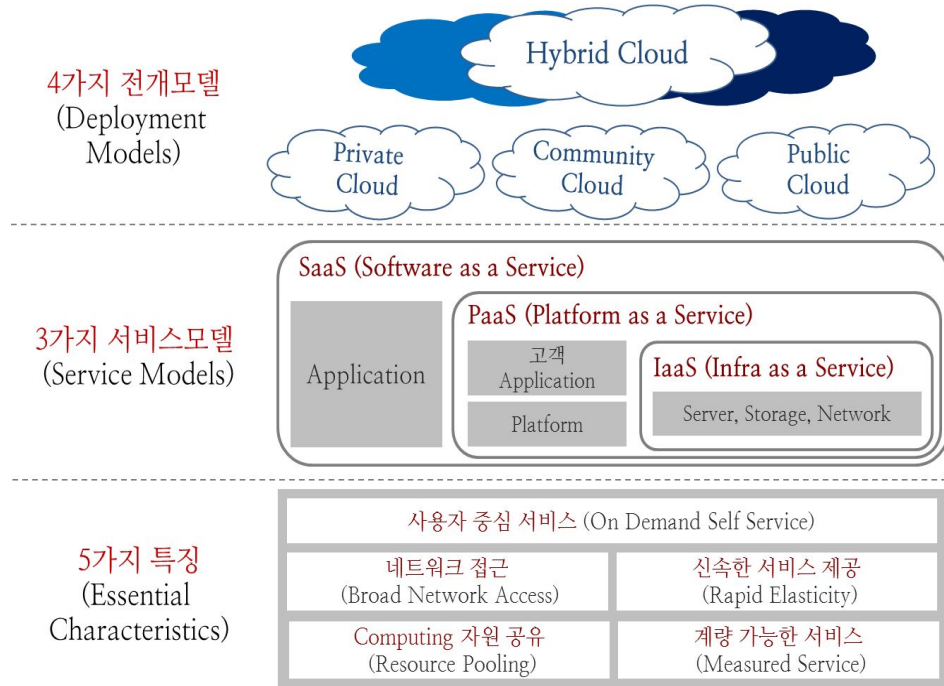 4가지 전개모델
(Deployment
Models)
Hybrid Cloud
Private
Cloud
Community
Cloud
Public
Cloud
3가지 서비스모델
(Service Models)
SaaS (Software as a Service)
Application
PaaS (Platform as a Service)
고객
Application
Platform
IaaS (Infra as a Service)
Server, Storage, Network
5가지 특징
(Essential
Characteristics)
사용자 중심 서비스 (On Demand Self Service)
네트워크 접근
(Broad Network Access)
신속한 서비스 제공
(Rapid Elasticity)
Computing 자원 공유
(Resource Pooling)
계량 가능한 서비스
(Measured Service)